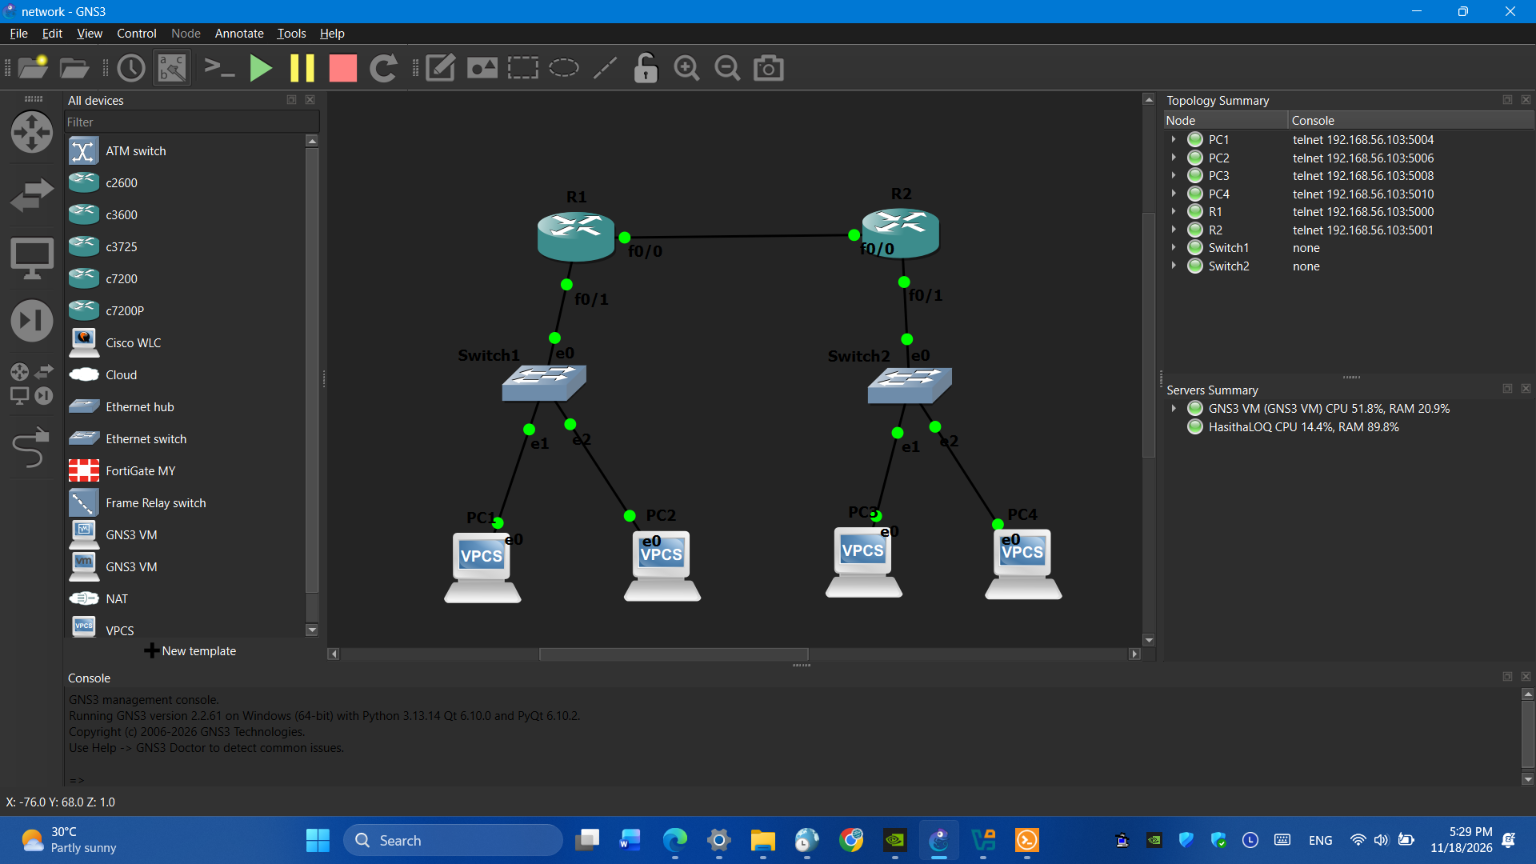 network - GNS3
File Edit View Control Node Annotate Tools Help
All devices
Filter
ATM switch
c2600
c3600
c3725
c7200
c7200P
Cisco WLC
Cloud
Ethernet hub
Ethernet switch
FortiGate MY
Frame Relay switch
GNS3 VM
GNS3 VM
NAT
VPCS
New template
R1
R2
f0/0
f0/0
f0/1
f0/1
Switch1
e0
Switch2
e0
e1
e2
e1
e2
PC1
e0
VPCS
PC2
e0
VPCS
PC3
e0
VPCS
PC4
e0
VPCS
Topology Summary
Node Console
PC1 telnet 192.168.56.103:5004
PC2 telnet 192.168.56.103:5006
PC3 telnet 192.168.56.103:5008
PC4 telnet 192.168.56.103:5010
R1 telnet 192.168.56.103:5000
R2 telnet 192.168.56.103:5001
Switch1 none
Switch2 none
Servers Summary
GNS3 VM (GNS3 VM) CPU 51.8%, RAM 20.9%
HasithaLOQ CPU 14.4%, RAM 89.8%
Console
GNS3 management console.
Running GNS3 version 2.2.61 on Windows (64-bit) with Python 3.13.14 Qt 6.10.0 and PyQt 6.10.2.
Copyright (c) 2006-2026 GNS3 Technologies.
Use Help -> GNS3 Doctor to detect common issues.
=>
X: -76.0 Y: 68.0 Z: 1.0
30°C
Partly sunny
Search
ENG
5:29 PM
11/18/2026